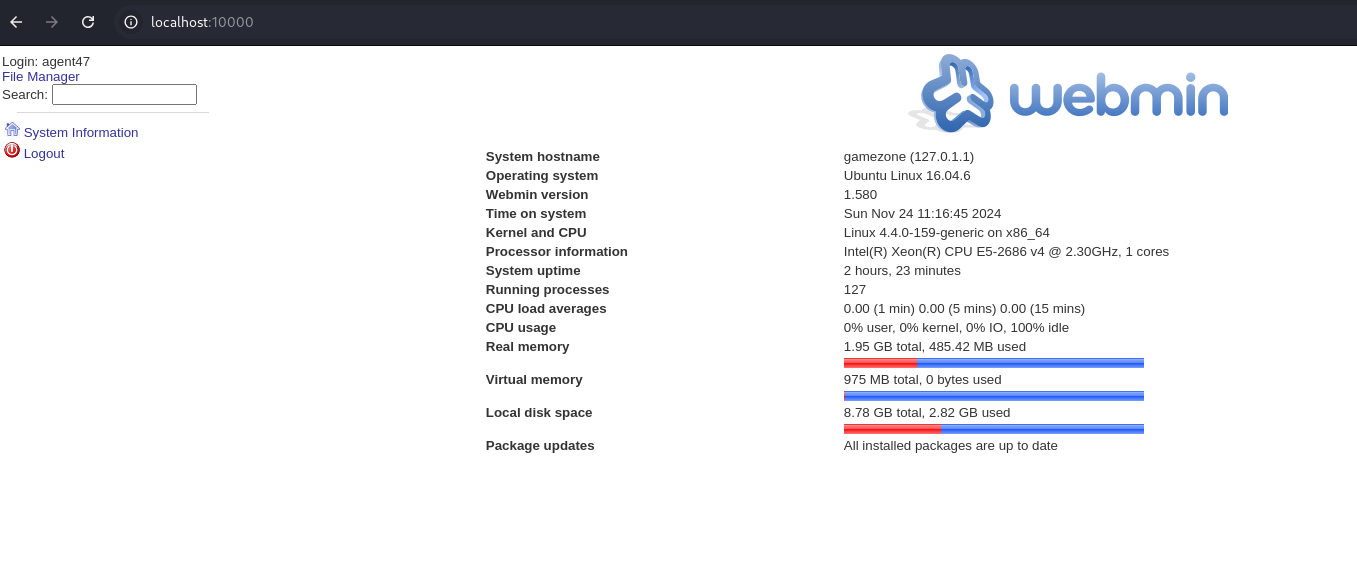 localhost:10000
Login: agent47
File Manager
Search:
System Information
Logout
webmin
System hostname gamezone (127.0.1.1)
Operating system Ubuntu Linux 16.04.6
Webmin version 1.580
Time on system Sun Nov 24 11:16:45 2024
Kernel and CPU Linux 4.4.0-159-generic on x86_64
Processor information Intel(R) Xeon(R) CPU E5-2686 v4 @ 2.30GHz, 1 cores
System uptime 2 hours, 23 minutes
Running processes 127
CPU load averages 0.00 (1 min) 0.00 (5 mins) 0.00 (15 mins)
CPU usage 0% user, 0% kernel, 0% IO, 100% idle
Real memory 1.95 GB total, 485.42 MB used
Virtual memory 975 MB total, 0 bytes used
Local disk space 8.78 GB total, 2.82 GB used
Package updates All installed packages are up to date